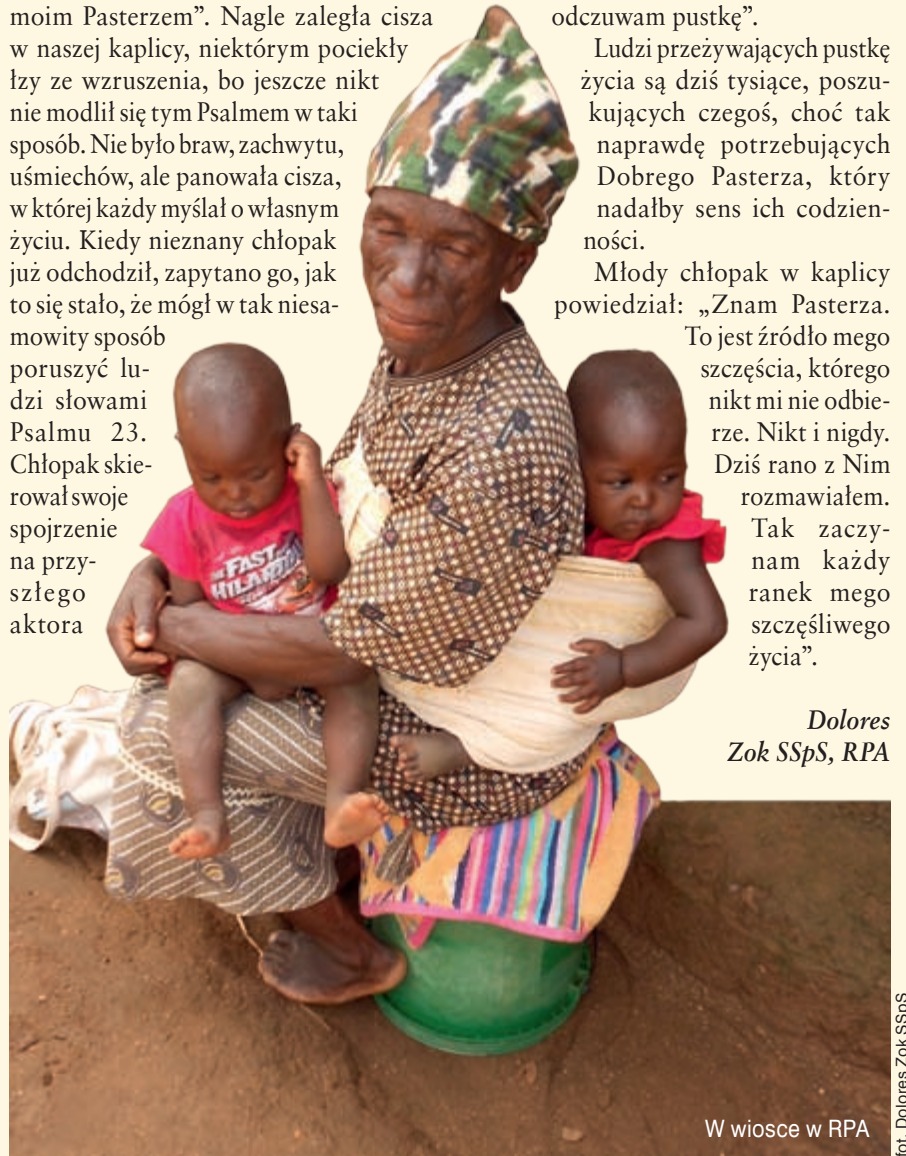 moim Pasterzem”. Nagle zaległa cisza
w naszej kaplicy, niektórym pociekły
łzy ze wzruszenia, bo jeszcze nikt
nie modlił się tym Psalmem w taki
sposób. Nie było braw, zachwytu,
uśmiechów, ale panowała cisza,
w której każdy myślał o własnym
życiu. Kiedy nieznany chłopak
już odchodził, zapytano go, jak
to się stało, że mógł w tak niesa-
mowity sposób
poruszyć lu-
dzi słowami
Psalmu 23.
Chłopak skie-
rował swoje
spojrzenie
na przy-
szłego
aktora
odczuwam pustkę”.
Ludzi przeżywających pustkę
życia są dziś tysiące, poszu-
kujących czegoś, choć tak
naprawdę potrzebujących
Dobrego Pasterza, który
nadałby sens ich codzien-
ności.
Młody chłopak w kaplicy
powiedział: „Znam Pasterza.
To jest źródło mego
szczęścia, którego
nikt mi nie odbie-
rze. Nikt i nigdy.
Dziś rano z Nim
rozmawiałem.
Tak zaczy-
nam każdy
ranek mego
szczęśliwego
życia”.
Dolores
Zok SSpS, RPA
FAST
HILAR
W wiosce w RPA
fot. Dolores Zok SSpS